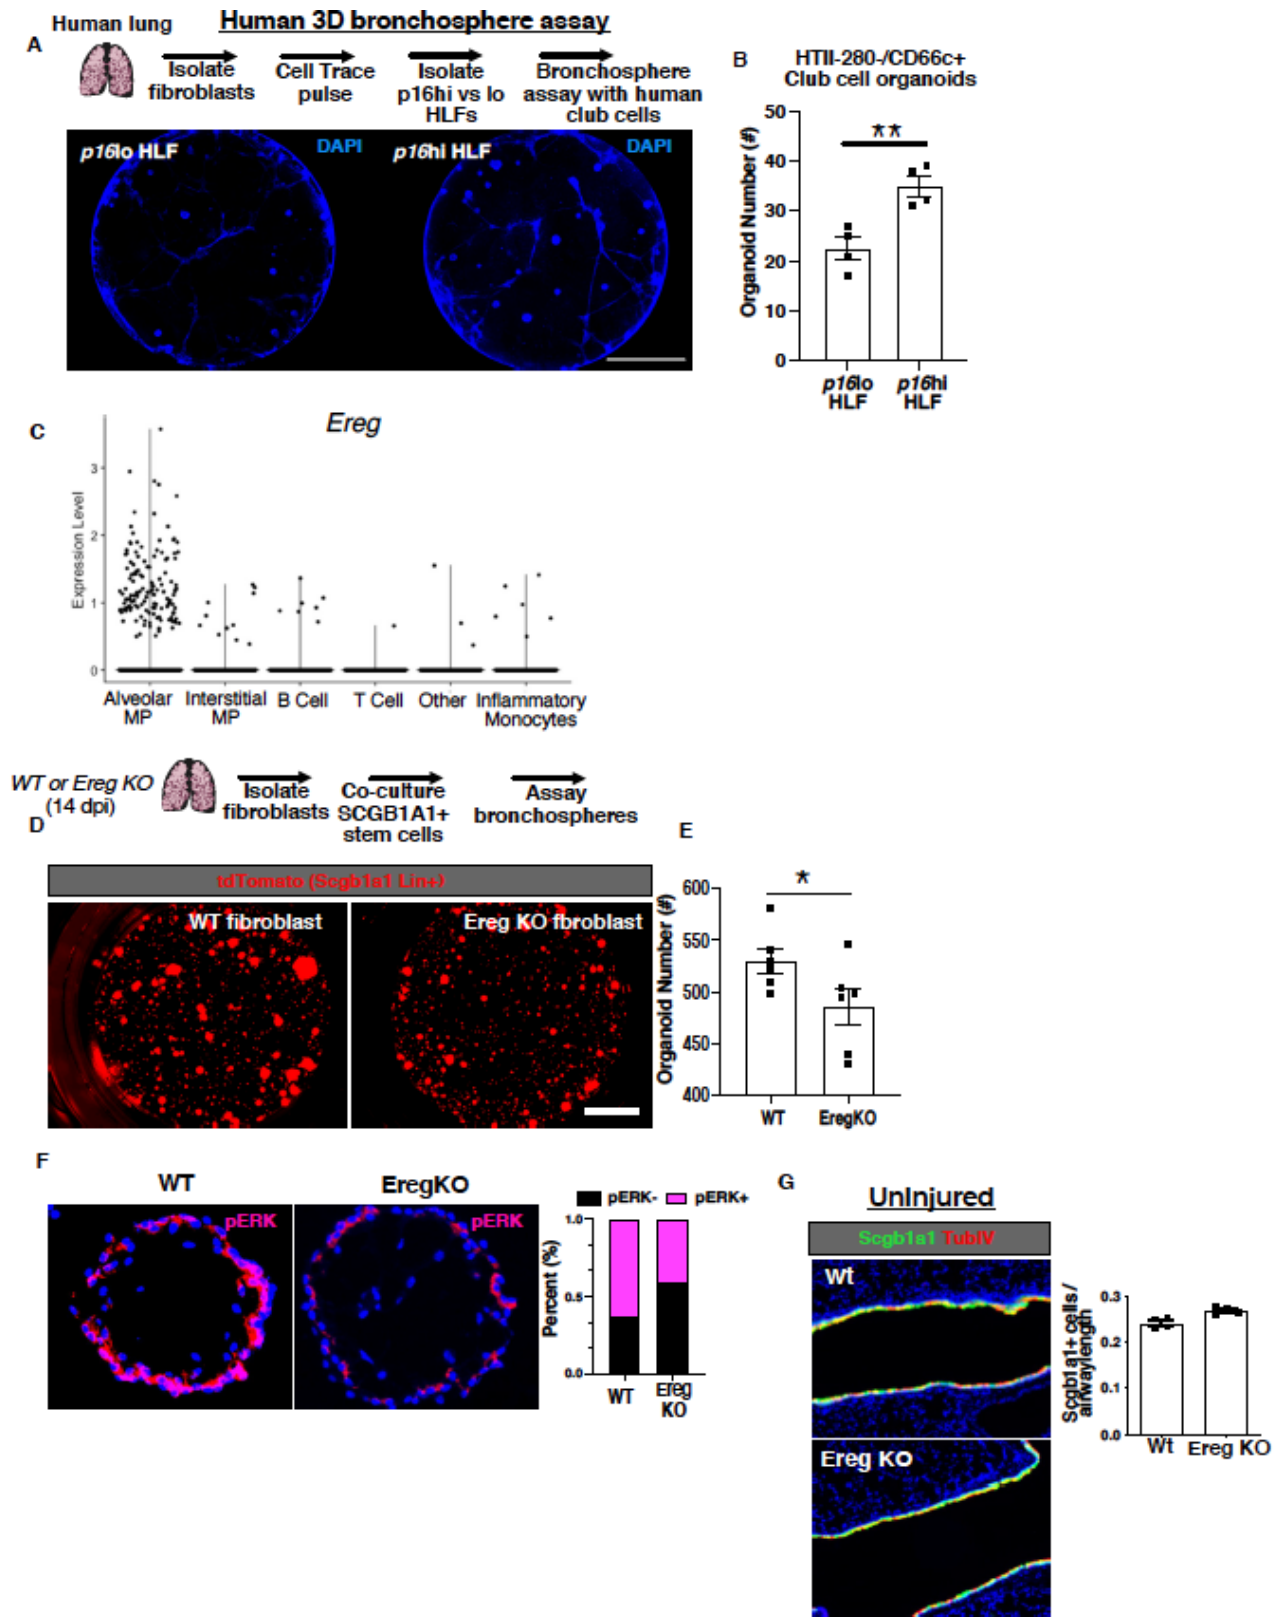 Human lung
Human 3D bronchosphere assay
A
Isolate
fibroblasts
Cell Trace
pulse
Isolate
p16hi vs lo
HLFs
Bronchosphere
assay with human
club cells
p16lo HLF
DAPI
p16hi HLF
DAPI
B
HTII-280-/CD66c+
Club cell organoids
Organoid Number (#)
50
40
30
20
10
0
**
p16lo
HLF
p16hi
HLF
C
Ereg
Expression Level
3
2
1
0
Alveolar
MP
Interstitial
MP
B Cell
T Cell
Other
Inflammatory
Monocytes
WT or Ereg KO
(14 dpi)
Isolate
fibroblasts
Co-culture
SCGB1A1+
stem cells
Assay
bronchospheres
D
tdTomato (Scgb1a1 Lin+)
WT fibroblast
Ereg KO fbroblast
E
Organoid Number (#)
600
550
500
450
400
*
WT
EregKO
F
WT
EregKO
pERK
pERK
pERK-
pERK+
Percent (%)
1.0
0.5
0.0
WT
Ereg
KO
G
UnInjured
Scgb1a1 TubIV
Wt
Ereg KO
Scgb1a1+ cells /
airwaylength
0.3
0.2
0.1
0.0
Wt
Ereg KO